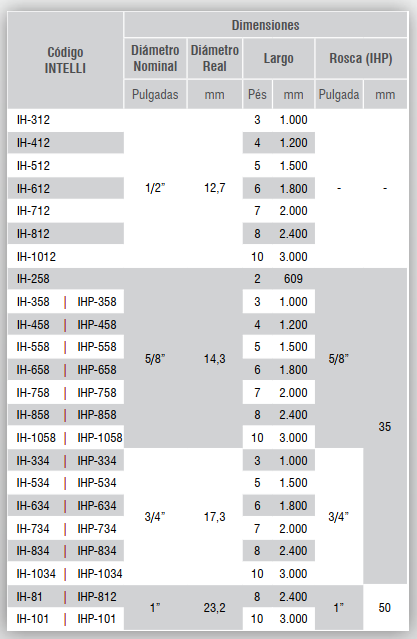 Dimensiones
Código INTELLI | Diámetro Nominal | Diámetro Real | Largo | Rosca (IHP)
Pulgadas | mm | Pés | mm | Pulgada | mm
IH-312 | 3 | 1.000
IH-412 | 4 | 1.200
IH-512 | 5 | 1.500
IH-612 | 1/2” | 12,7 | 6 | 1.800 | - | -
IH-712 | 7 | 2.000
IH-812 | 8 | 2.400
IH-1012 | 10 | 3.000
IH-258 | 2 | 609
IH-358 | IHP-358 | 3 | 1.000
IH-458 | IHP-458 | 4 | 1.200
IH-558 | IHP-558 | 5 | 1.500
5/8” | 14,3 | 5/8”
IH-658 | IHP-658 | 6 | 1.800
IH-758 | IHP-758 | 7 | 2.000
IH-858 | IHP-858 | 8 | 2.400
35
IH-1058 | IHP-1058 | 10 | 3.000
IH-334 | IHP-334 | 3 | 1.000
IH-534 | IHP-534 | 5 | 1.500
IH-634 | IHP-634 | 6 | 1.800
3/4” | 17,3 | 3/4”
IH-734 | IHP-734 | 7 | 2.000
IH-834 | IHP-834 | 8 | 2.400
IH-1034 | IHP-1034 | 10 | 3.000
IH-81 | IHP-812 | 8 | 2.400
1” | 23,2 | 1” | 50
IH-101 | IHP-101 | 10 | 3.000